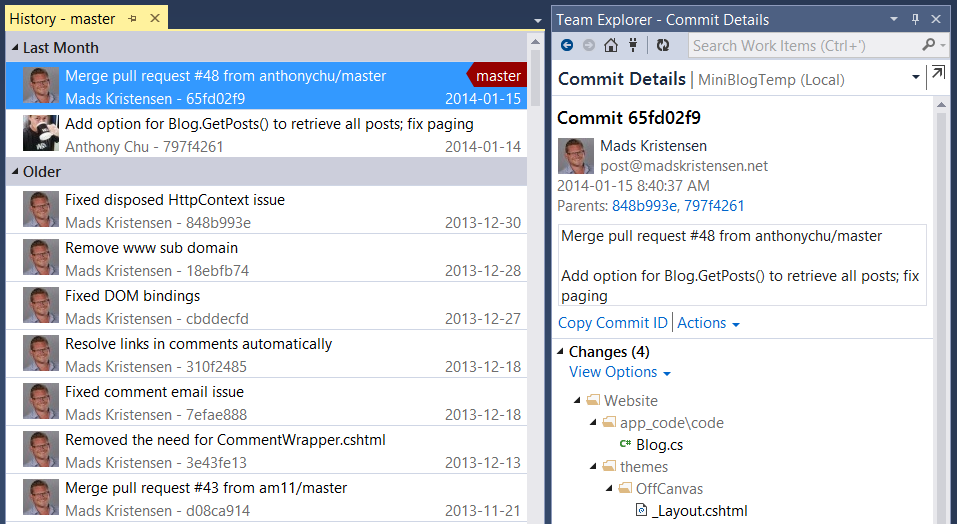 History - master
Last Month
Merge pull request #48 from anthonychu/master
master
Mads Kristensen - 65fd02f9
2014-01-15
Add option for Blog.GetPosts() to retrieve all posts; fix paging
Anthony Chu - 797f4261
2014-01-14
Older
Fixed disposed HttpContext issue
Mads Kristensen - 848b993e
2013-12-30
Remove www sub domain
Mads Kristensen - 18ebfb74
2013-12-28
Fixed DOM bindings
Mads Kristensen - cbddecfd
2013-12-27
Resolve links in comments automatically
Mads Kristensen - 310f2485
2013-12-18
Fixed comment email issue
Mads Kristensen - 7efae888
2013-12-18
Removed the need for CommentWrapper.cshtml
Mads Kristensen - 3e43fe13
2013-12-13
Merge pull request #43 from am11/master
Mads Kristensen - d08ca914
2013-11-21
Team Explorer - Commit Details
Search Work Items (Ctrl+')
Commit Details | MiniBlogTemp (Local)
Commit 65fd02f9
Mads Kristensen
post@madskristensen.net
2014-01-15 8:40:37 AM
Parents: 848b993e, 797f4261
Merge pull request #48 from anthonychu/master
Add option for Blog.GetPosts() to retrieve all posts; fix
paging
Copy Commit ID | Actions
Changes (4)
View Options
Website
app_code\code
C# Blog.cs
themes
OffCanvas
_Layout.cshtml